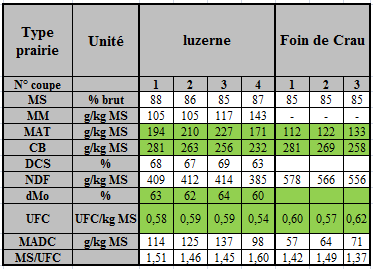 Type prairie Unité luzerne Foin de Crau
N° coupe 1 2 3 4 1 2 3
MS % brut 88 86 85 87 85 85 85
MM g/kg MS 105 105 117 143 - - -
MAT g/kg MS 194 210 227 171 112 122 133
CB g/kg MS 281 263 256 232 281 269 258
DCS % 68 67 69 63
NDF g/kg MS 409 412 414 385 578 566 556
dMo % 63 62 64 60
UFC UFC/kg MS 0,58 0,59 0,59 0,54 0,60 0,57 0,62
MADC g/kg MS 114 125 137 98 57 64 71
MS/UFC 1,51 1,46 1,45 1,60 1,42 1,49 1,37